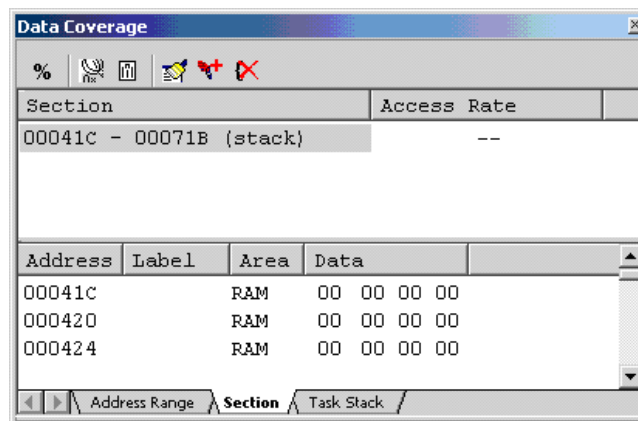 Data Coverage
%
Section Access Rate
00041C - 00071B (stack) --
Address Label Area Data
00041C RAM 00 00 00 00
000420 RAM 00 00 00 00
000424 RAM 00 00 00 00
Address Range Section Task Stack